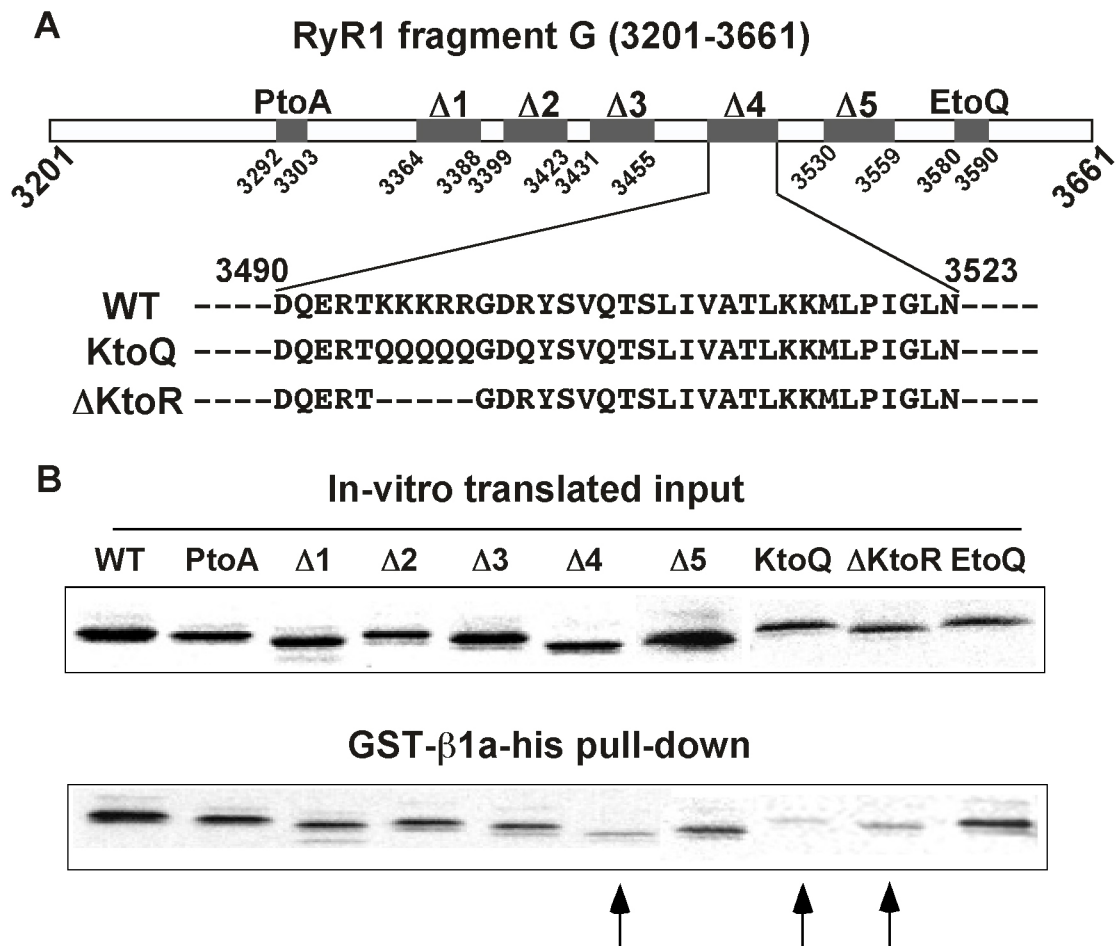 A
RyR1 fragment G (3201-3661)
PtoA Δ1 Δ2 Δ3 Δ4 Δ5 EtoQ
3201 3292 3303 3364 3388 3399 3423 3431 3455 3530 3559 3580 3590 3661
3490 3523
WT ----DQERTKKKRRGDRYSVQTSLIVATLKKMLPIGLN----
KtoQ ----DQERTQQQQQGDQYSVQTSLIVATLKKMLPIGLN----
ΔKtoR ----DQERT-----GDRYSVQTSLIVATLKKMLPIGLN----
B
In-vitro translated input
WT PtoA Δ1 Δ2 Δ3 Δ4 Δ5 KtoQ ΔKtoR EtoQ
GST-β1a-his pull-down